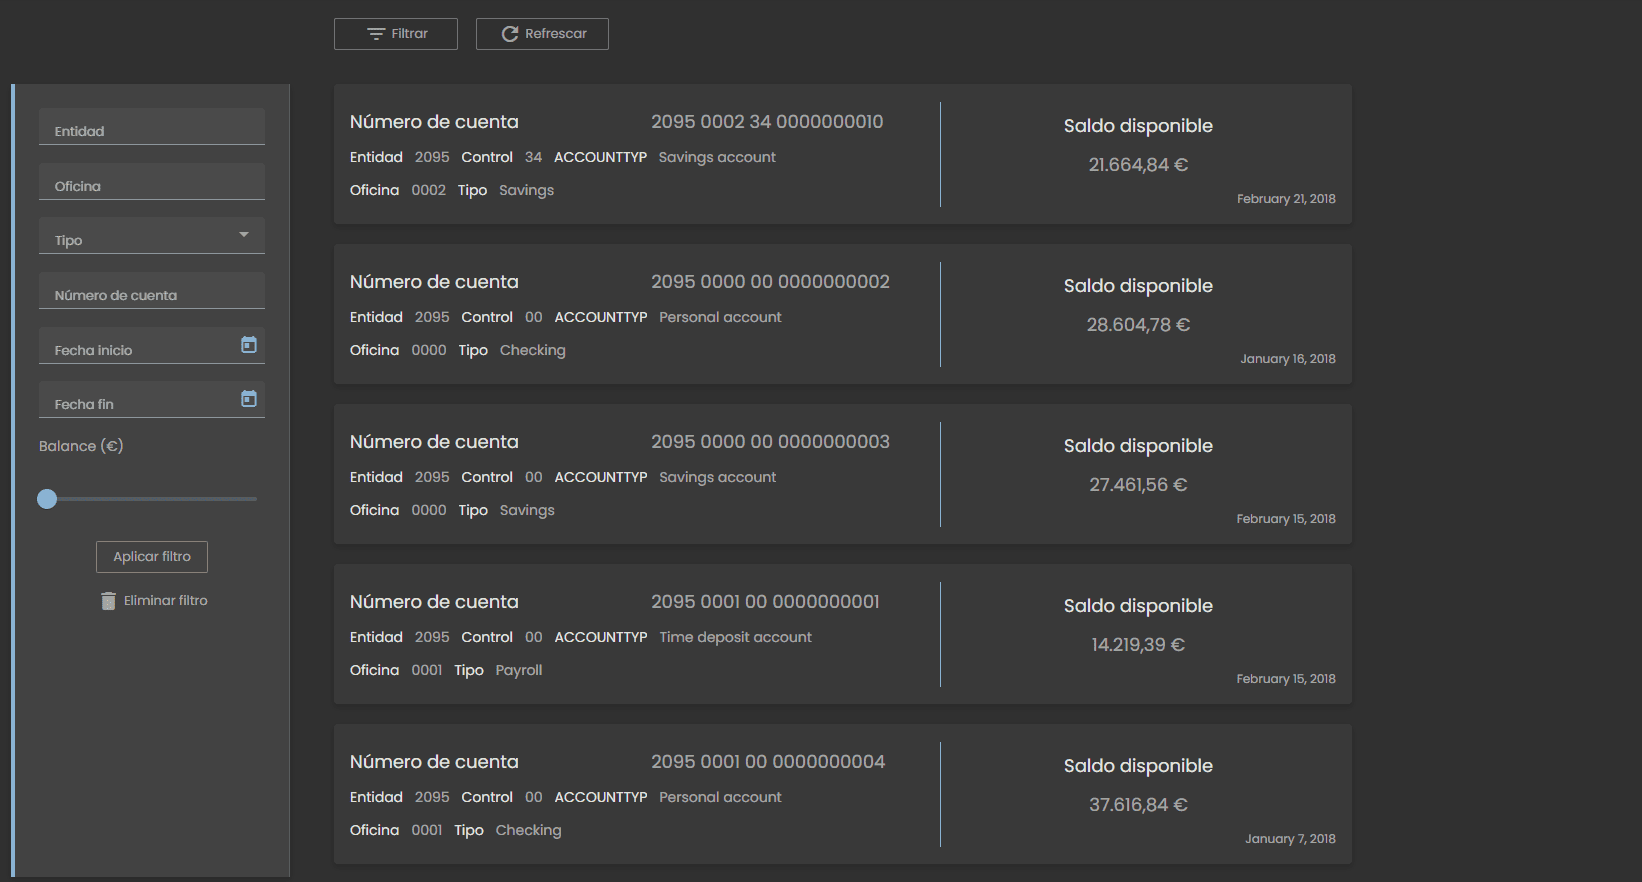 Filtrar
Refrescar
Entidad
Oficina
Tipo
Número de cuenta
Fecha inicio
Fecha fin
Balance (€)
Aplicar filtro
Eliminar filtro
Número de cuenta 2095 0002 34 0000000010
Entidad 2095 Control 34 ACCOUNTTYP Savings account
Oficina 0002 Tipo Savings
Saldo disponible
21.664,84 €
February 21, 2018
Número de cuenta 2095 0000 00 0000000002
Entidad 2095 Control 00 ACCOUNTTYP Personal account
Oficina 0000 Tipo Checking
Saldo disponible
28.604,78 €
January 16, 2018
Número de cuenta 2095 0000 00 0000000003
Entidad 2095 Control 00 ACCOUNTTYP Savings account
Oficina 0000 Tipo Savings
Saldo disponible
27.461,56 €
February 15, 2018
Número de cuenta 2095 0001 00 0000000001
Entidad 2095 Control 00 ACCOUNTTYP Time deposit account
Oficina 0001 Tipo Payroll
Saldo disponible
14.219,39 €
February 15, 2018
Número de cuenta 2095 0001 00 0000000004
Entidad 2095 Control 00 ACCOUNTTYP Personal account
Oficina 0001 Tipo Checking
Saldo disponible
37.616,84 €
January 7, 2018